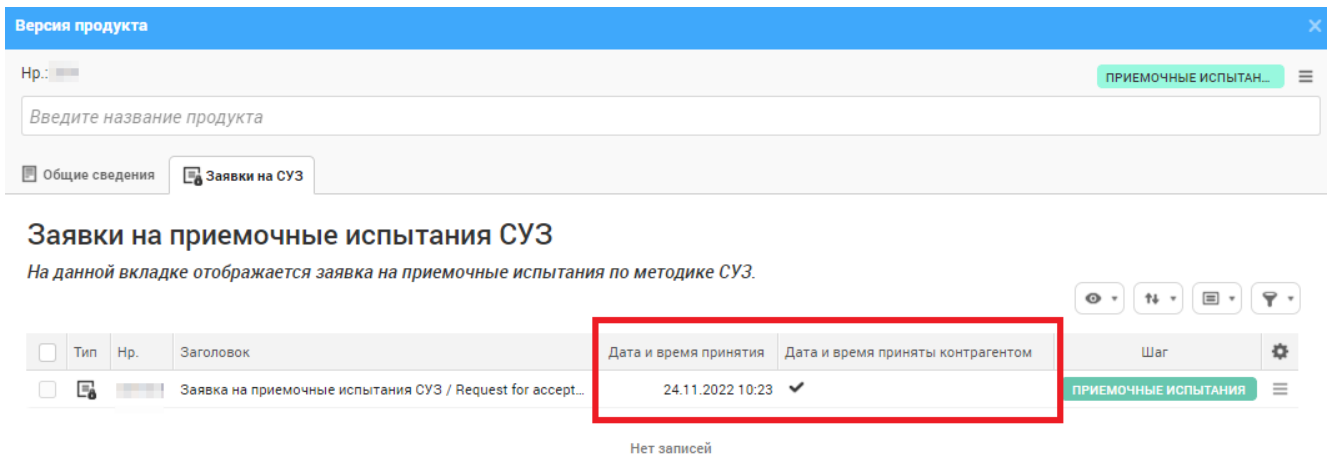 Версия продукта
Нр.:
ПРИЕМОЧНЫЕ ИСПЫТАН...
Введите название продукта
Общие сведения Заявки на СУЗ
Заявки на приемочные испытания СУЗ
На данной вкладке отображается заявка на приемочные испытания по методике СУЗ.
Тип Нр. Заголовок Дата и время принятия Дата и время приняты контрагентом Шаг
Заявка на приемочные испытания СУЗ / Request for accept... 24.11.2022 10:23 ✔ ПРИЕМОЧНЫЕ ИСПЫТАНИЯ
Нет записей